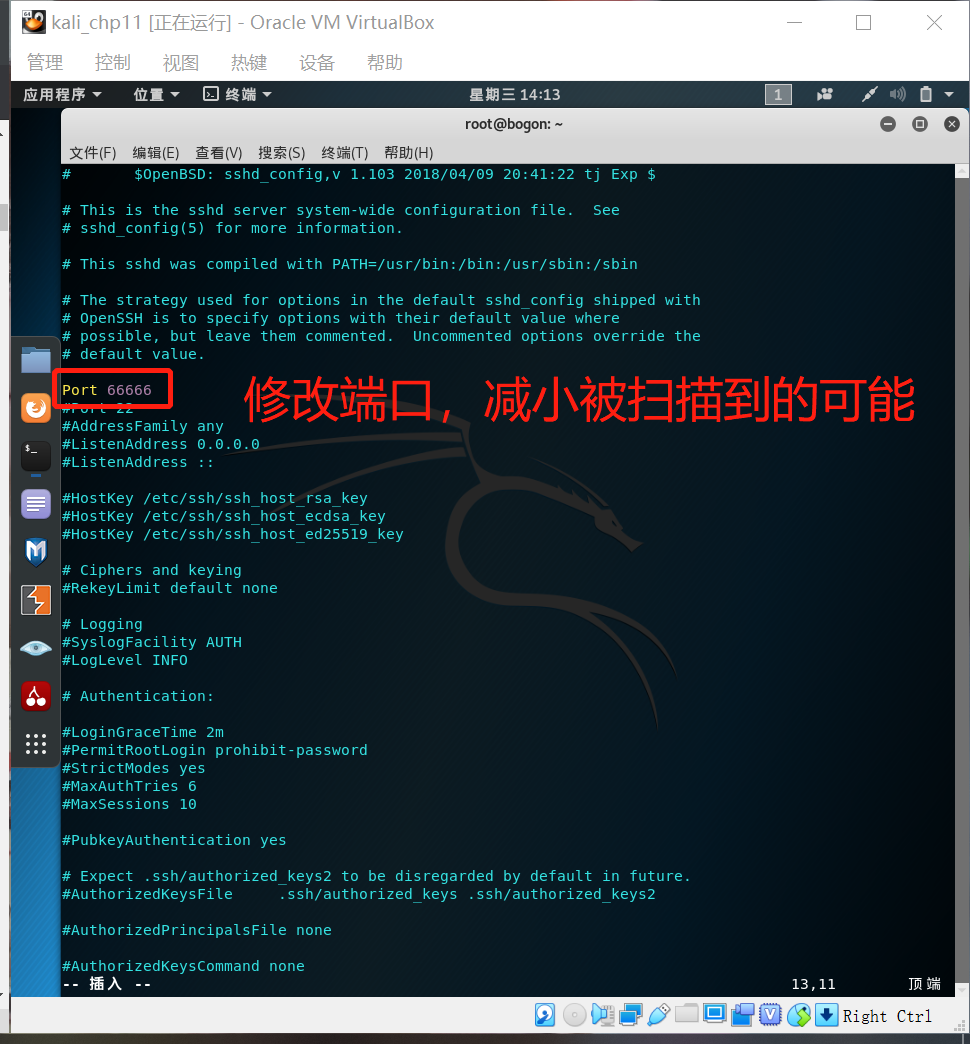 kali_chp11 [正在运行] - Oracle VM VirtualBox
管理 控制 视图 热键 设备 帮助
应用程序 位置 终端 星期三 14:13 1
root@bogon: ~
文件(F) 编辑(E) 查看(V) 搜索(S) 终端(T) 帮助(H)
#       $OpenBSD: sshd_config,v 1.103 2018/04/09 20:41:22 tj Exp $
# This is the sshd server system-wide configuration file.  See
# sshd_config(5) for more information.
# This sshd was compiled with PATH=/usr/bin:/bin:/usr/sbin:/sbin
# The strategy used for options in the default sshd_config shipped with
# OpenSSH is to specify options with their default value where
# possible, but leave them commented.  Uncommented options override the
# default value.
Port 66666
修改端口，减小被扫描到的可能
#Port 22
#AddressFamily any
#ListenAddress 0.0.0.0
#ListenAddress ::
#HostKey /etc/ssh/ssh_host_rsa_key
#HostKey /etc/ssh/ssh_host_ecdsa_key
#HostKey /etc/ssh/ssh_host_ed25519_key
# Ciphers and keying
#RekeyLimit default none
# Logging
#SyslogFacility AUTH
#LogLevel INFO
# Authentication:
#LoginGraceTime 2m
#PermitRootLogin prohibit-password
#StrictModes yes
#MaxAuthTries 6
#MaxSessions 10
#PubkeyAuthentication yes
# Expect .ssh/authorized_keys2 to be disregarded by default in future.
#AuthorizedKeysFile     .ssh/authorized_keys .ssh/authorized_keys2
#AuthorizedPrincipalsFile none
#AuthorizedKeysCommand none
-- 插入 -- 13,11 顶端
Right Ctrl